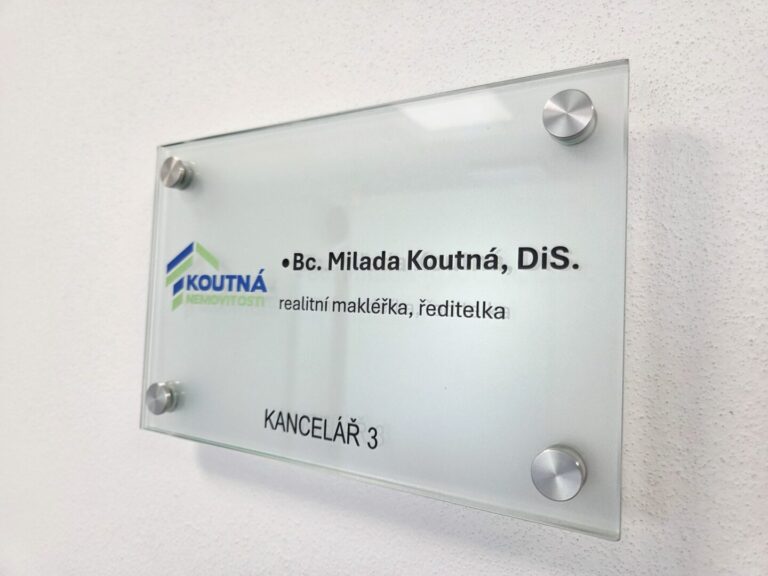 KOUTNÁ
NEMOVITOSTI
•Bc. Milada Koutná, DiS.
realitní makléřka, ředitelka
KANCELÁŘ 3